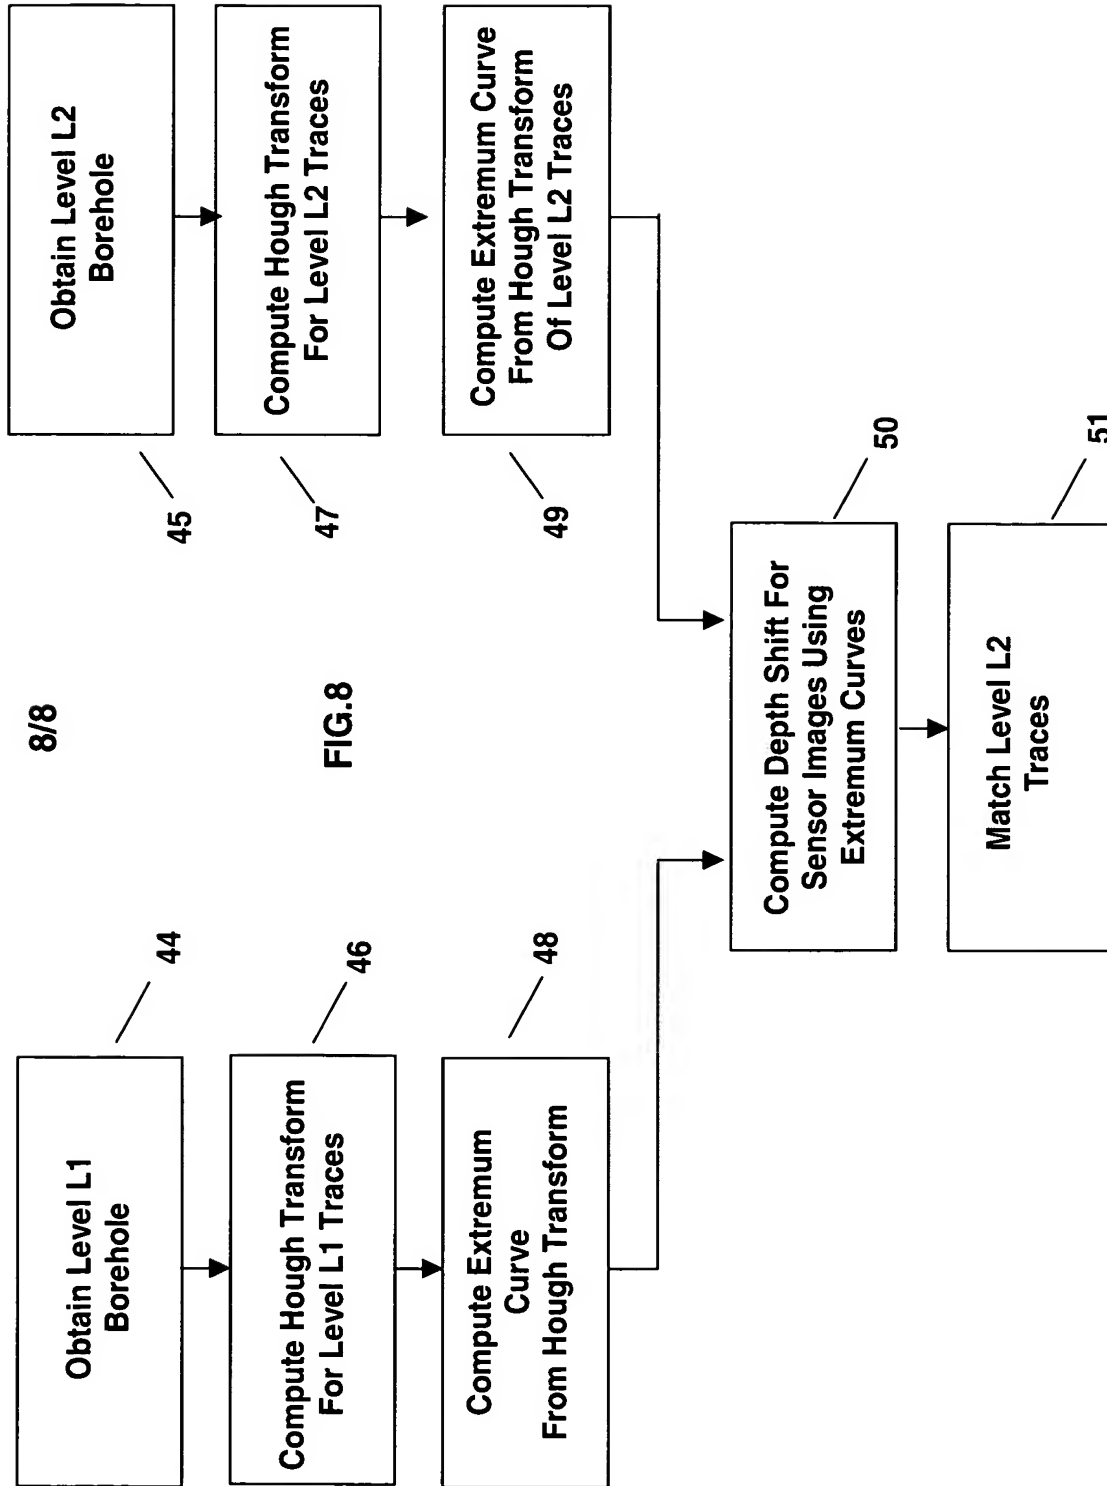 8/8
FIG.8
Obtain Level L1
Borehole
44
Compute Hough Transform
For Level L1 Traces
46
Compute Extremum
Curve
From Hough Transform
48
Obtain Level L2
Borehole
45
Compute Hough Transform
For Level L2 Traces
47
Compute Extremum Curve
From Hough Transform
Of Level L2 Traces
49
Compute Depth Shift For
Sensor Images Using
Extremum Curves
50
Match Level L2
Traces
51